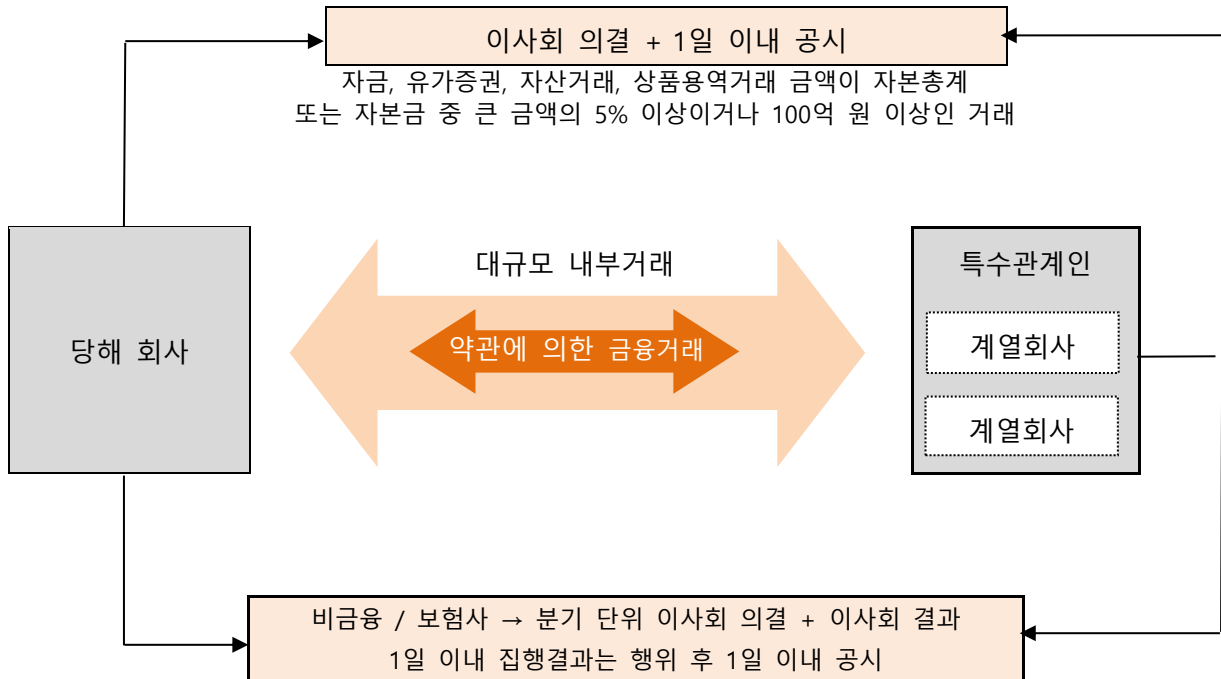 이사회 의결 + 1일 이내 공시
자금, 유가증권, 자산거래, 상품용역거래 금액이 자본총계
또는 자본금 중 큰 금액의 5% 이상이거나 100억 원 이상인 거래
대규모 내부거래
약관에 의한 금융거래
당해 회사
특수관계인
계열회사
계열회사
비금융 / 보험사 → 분기 단위 이사회 의결 + 이사회 결과
1일 이내 집행결과는 행위 후 1일 이내 공시